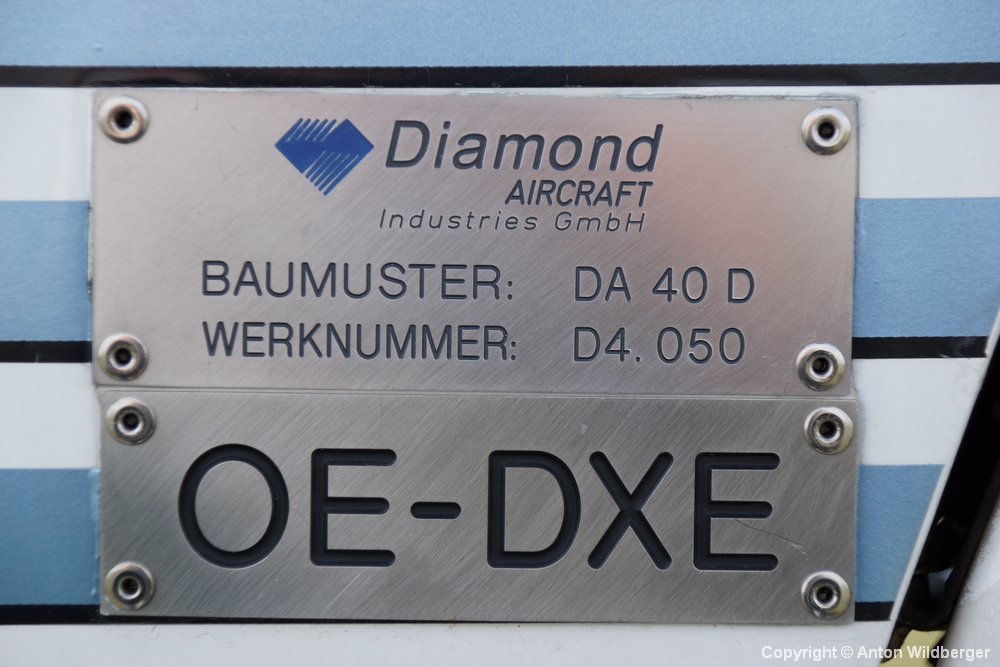 Diamond
AIRCRAFT
Industries GmbH
BAUMUSTER: DA 40 D
WERKNUMMER: D4.050
OE-DXE
Copyright © Anton Wildberger